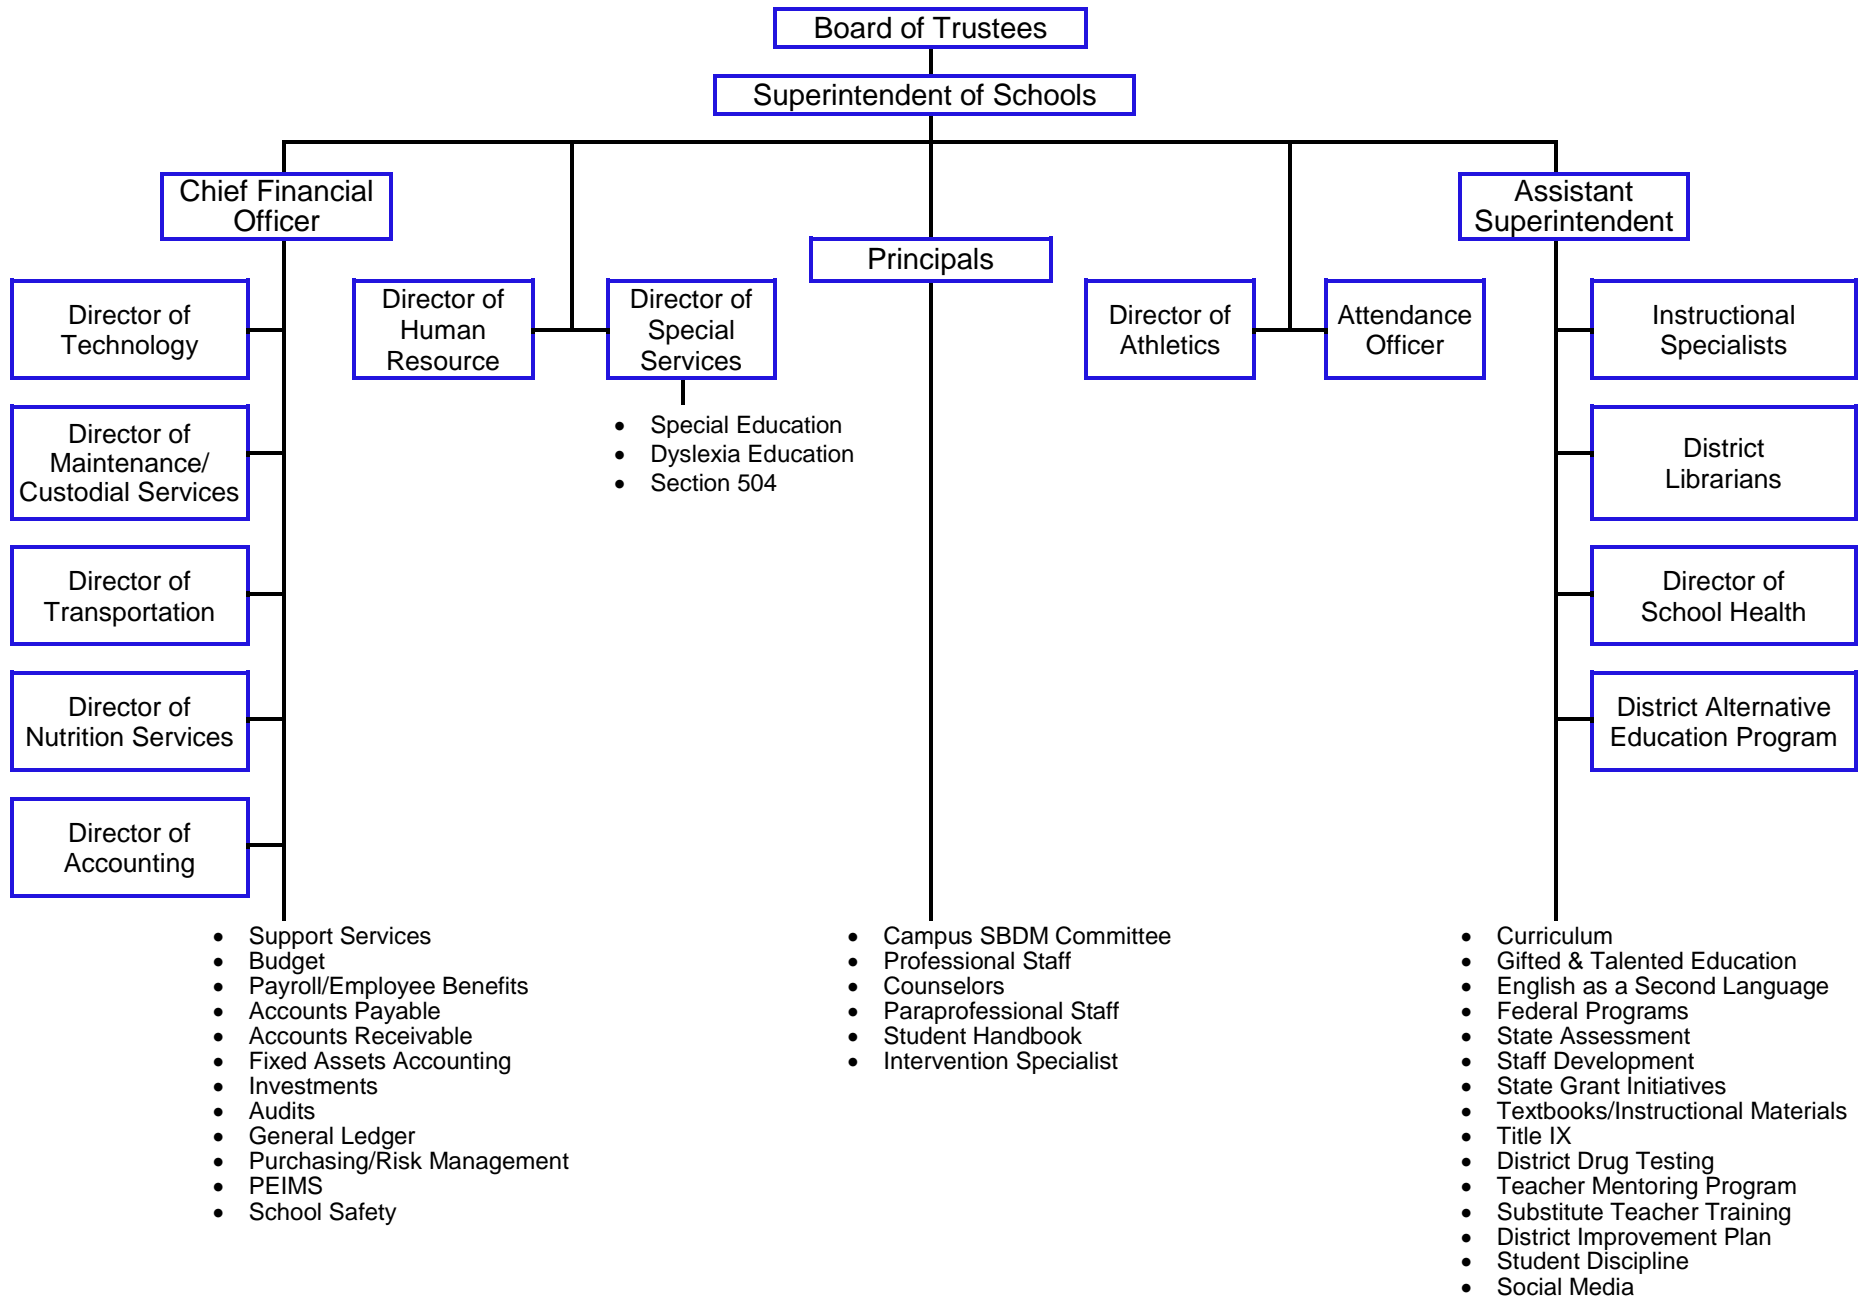 Board of Trustees
Superintendent of Schools
Chief Financial
Officer
Assistant
Superintendent
Principals
Director of
Technology
Director of
Human
Resource
Director of
Special
Services
Director of
Athletics
Attendance
Officer
Instructional
Specialists
Director of
Maintenance/
Custodial Services
• Special Education
• Dyslexia Education
• Section 504
District
Librarians
Director of
Transportation
Director of
School Health
Director of
Nutrition Services
District Alternative
Education Program
Director of
Accounting
• Support Services
• Budget
• Payroll/Employee Benefits
• Accounts Payable
• Accounts Receivable
• Fixed Assets Accounting
• Investments
• Audits
• General Ledger
• Purchasing/Risk Management
• PEIMS
• School Safety
• Campus SBDM Committee
• Professional Staff
• Counselors
• Paraprofessional Staff
• Student Handbook
• Intervention Specialist
• Curriculum
• Gifted & Talented Education
• English as a Second Language
• Federal Programs
• State Assessment
• Staff Development
• State Grant Initiatives
• Textbooks/Instructional Materials
• Title IX
• District Drug Testing
• Teacher Mentoring Program
• Substitute Teacher Training
• District Improvement Plan
• Student Discipline
• Social Media